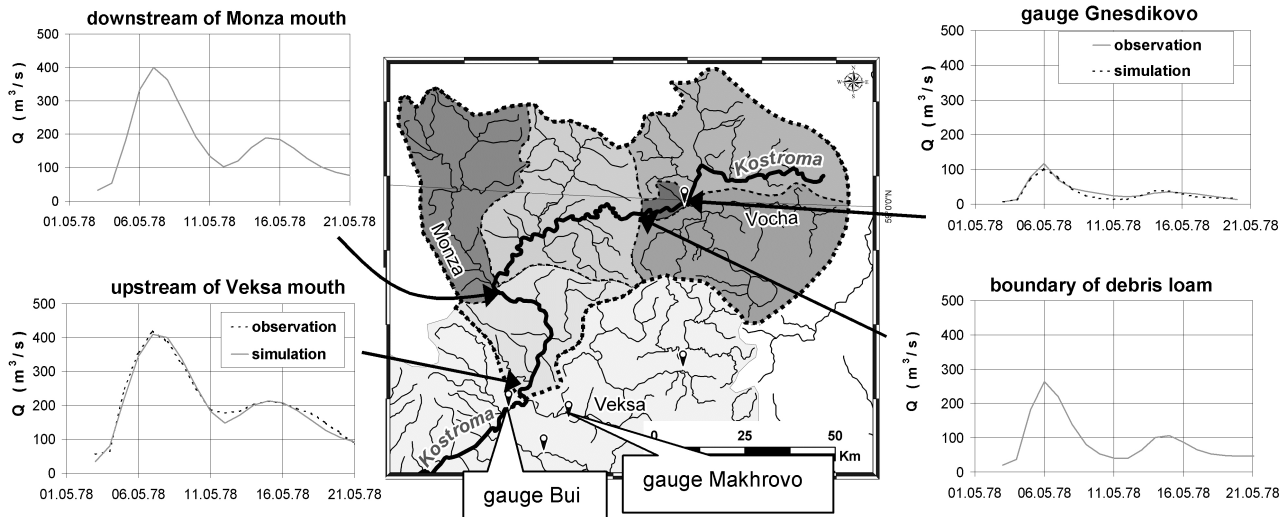 downstream of Monza mouth
Q (m³/s)
500
400
300
200
100
0
01.05.78 06.05.78 11.05.78 16.05.78 21.05.78
upstream of Veksa mouth
Q (m³/s)
500
400
300
200
100
0
observation
simulation
01.05.78 06.05.78 11.05.78 16.05.78 21.05.78
N
W E
S
Kostroma
Vocha
Monza
59°0'0"N
Kostroma
Veksa
0 25 50
Km
gauge Bui
gauge Makhrovo
gauge Gnesdikovo
Q (m³/s)
500
400
300
200
100
0
observation
simulation
01.05.78 06.05.78 11.05.78 16.05.78 21.05.78
boundary of debris loam
Q (m³/s)
500
400
300
200
100
0
01.05.78 06.05.78 11.05.78 16.05.78 21.05.78